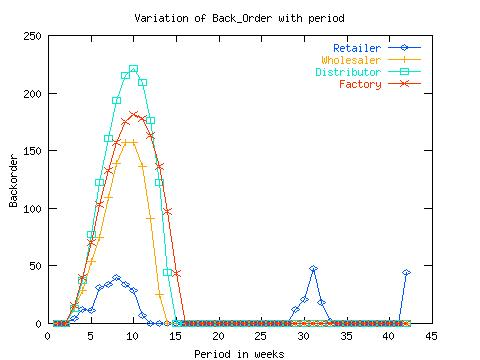 Variation of Back_Order with period
250
200
150
100
50
0
Backorder
Retailer
Wholesaler
Distributor
Factory
0 5 10 15 20 25 30 35 40 45
Period in weeks